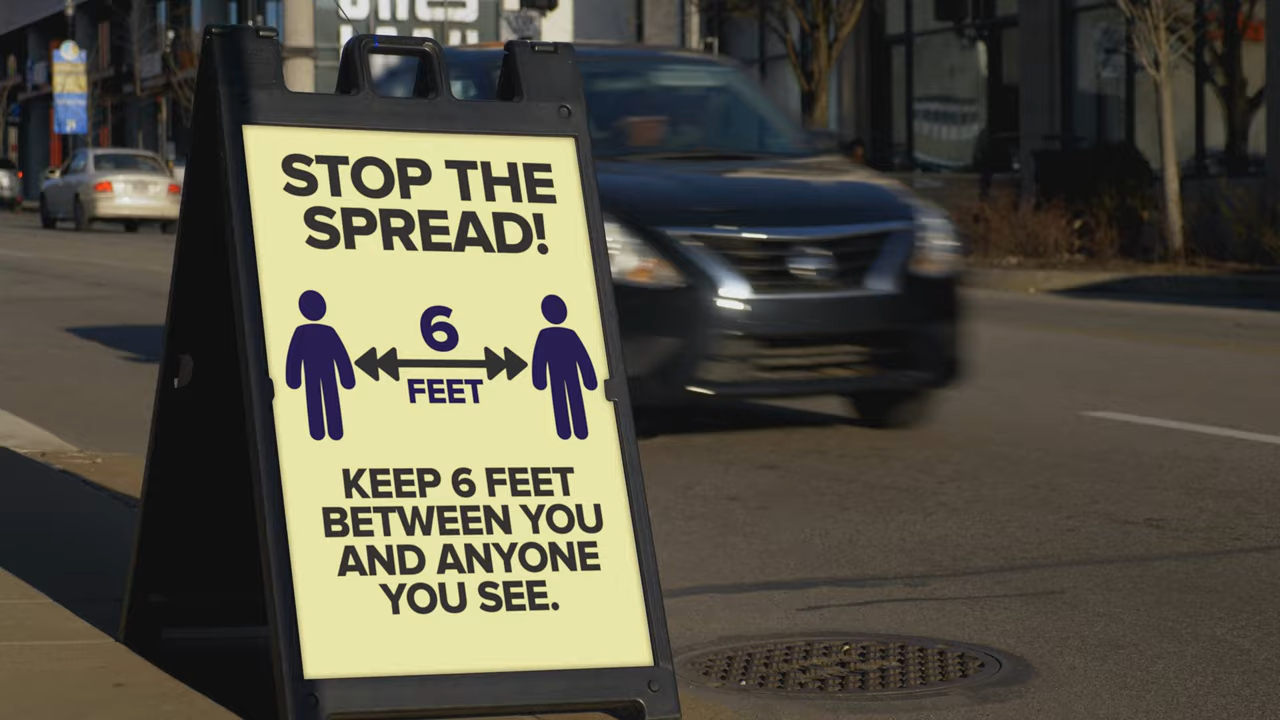 STOP THE
SPREAD!
6
FEET
KEEP 6 FEET
BETWEEN YOU
AND ANYONE
YOU SEE.